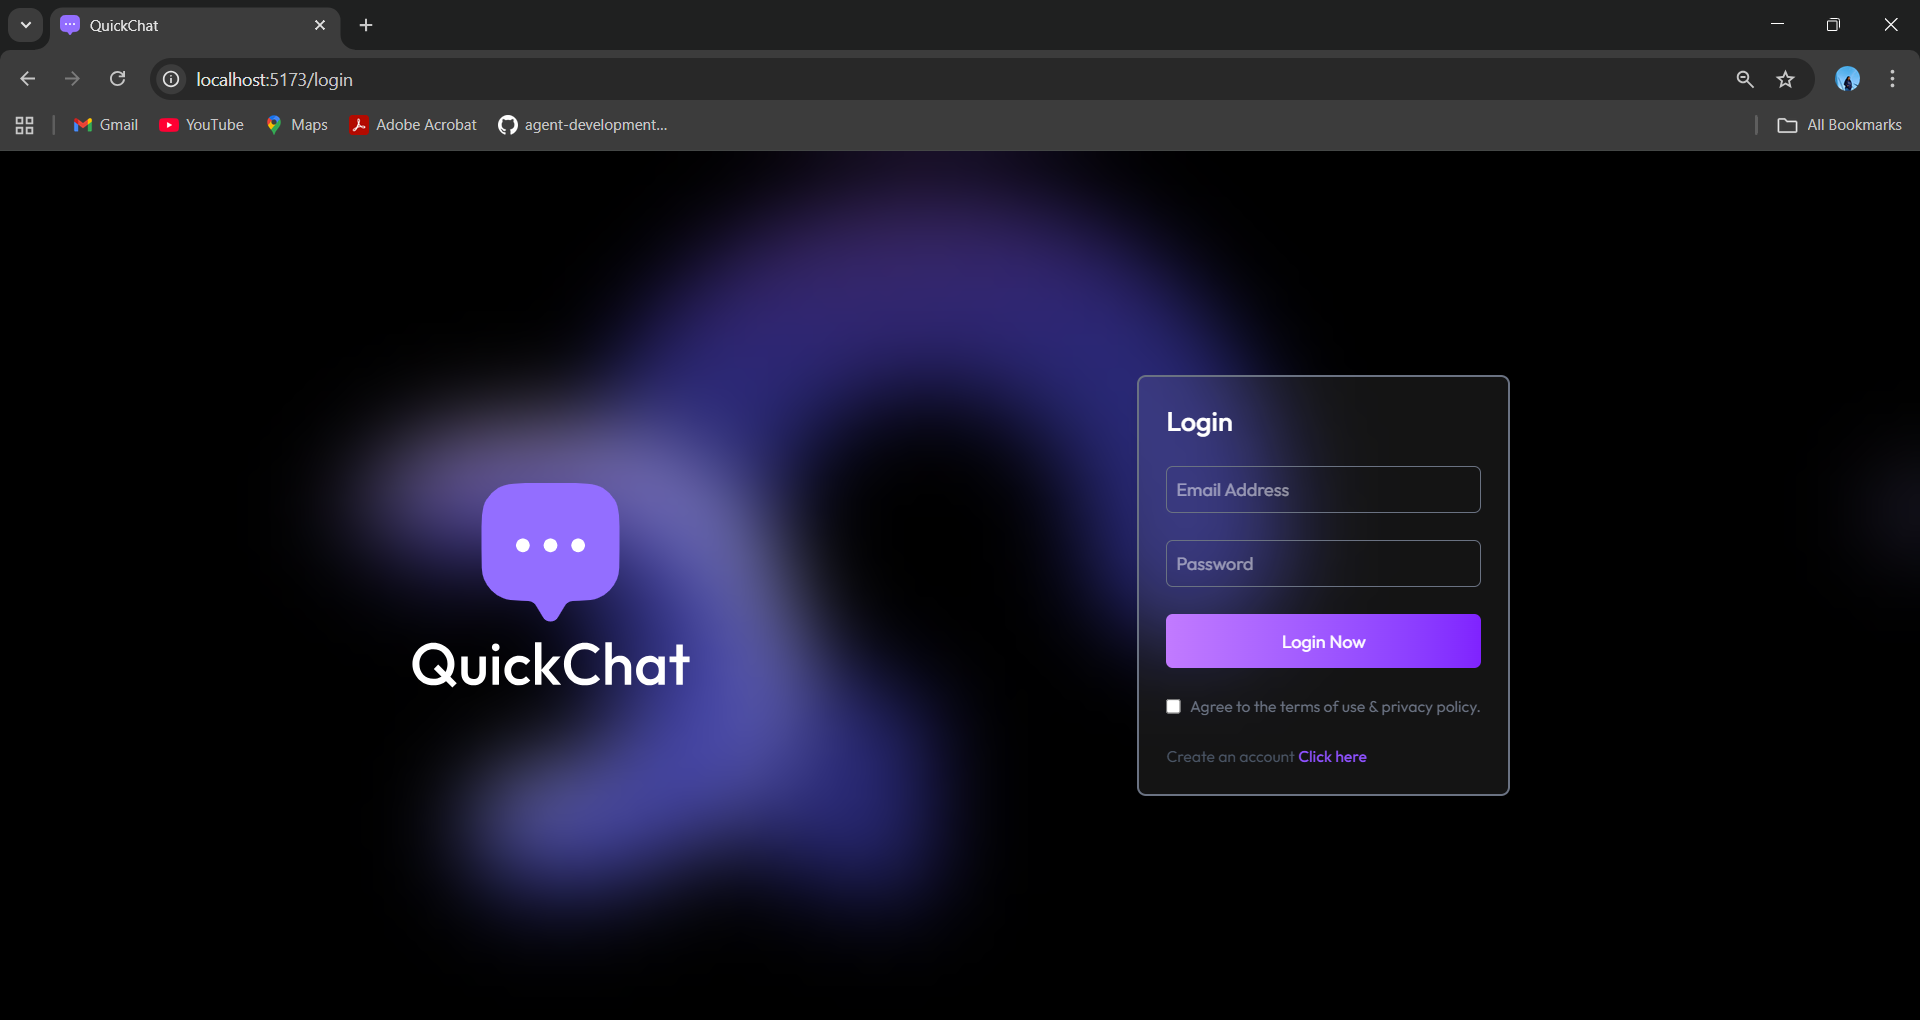 QuickChat
localhost:5173/login
Gmail YouTube Maps Adobe Acrobat agent-development... All Bookmarks
QuickChat
Login
Email Address
Password
Login Now
Agree to the terms of use & privacy policy.
Create an account Click here